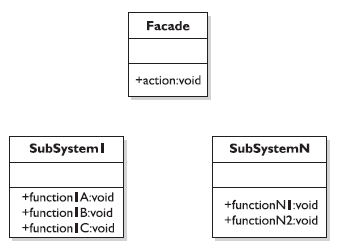 Facade
+action:void
SubSystem1
+function1A:void
+function1B:void
+function1C:void
SubSystemN
+functionN1:void
+functionN2:void